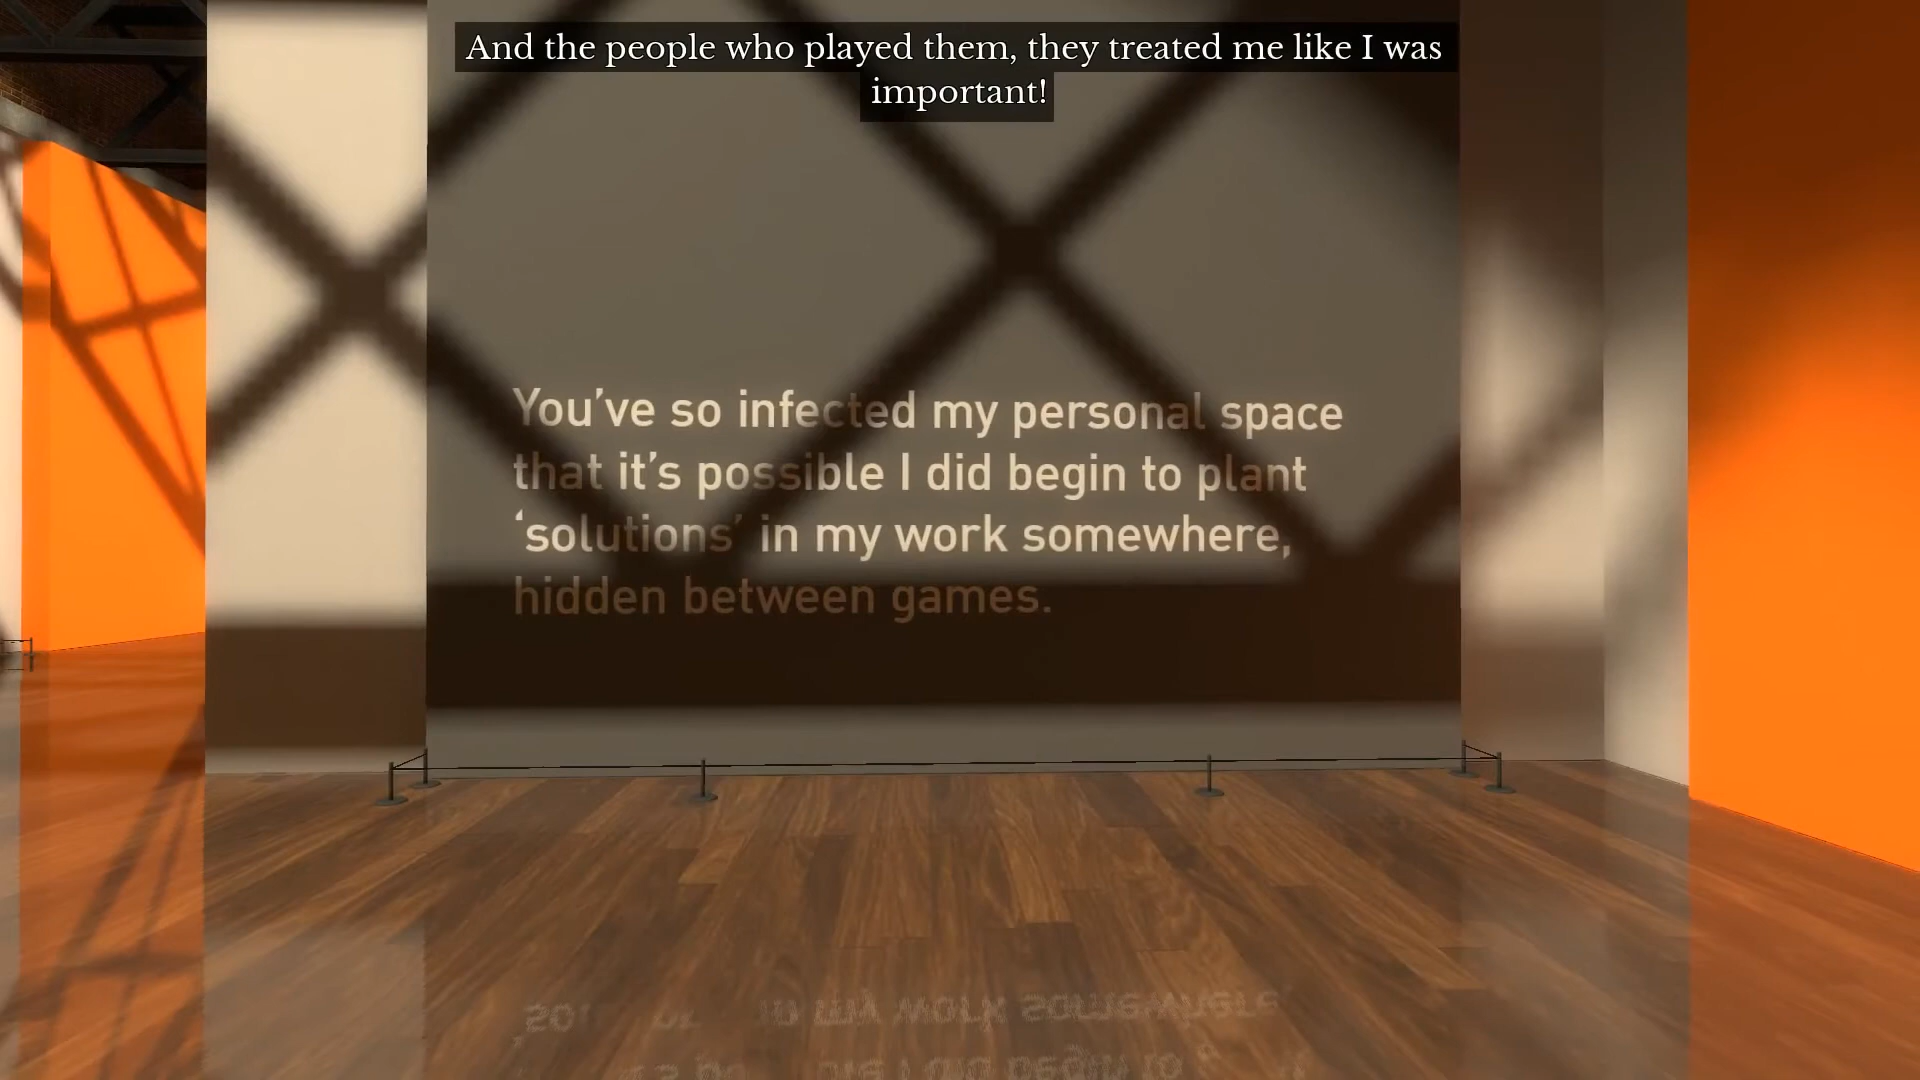 And the people who played them, they treated me like I was
important!
You've so infected my personal space
that it's possible I did begin to plant
‘solutions’ in my work somewhere,
hidden between games.